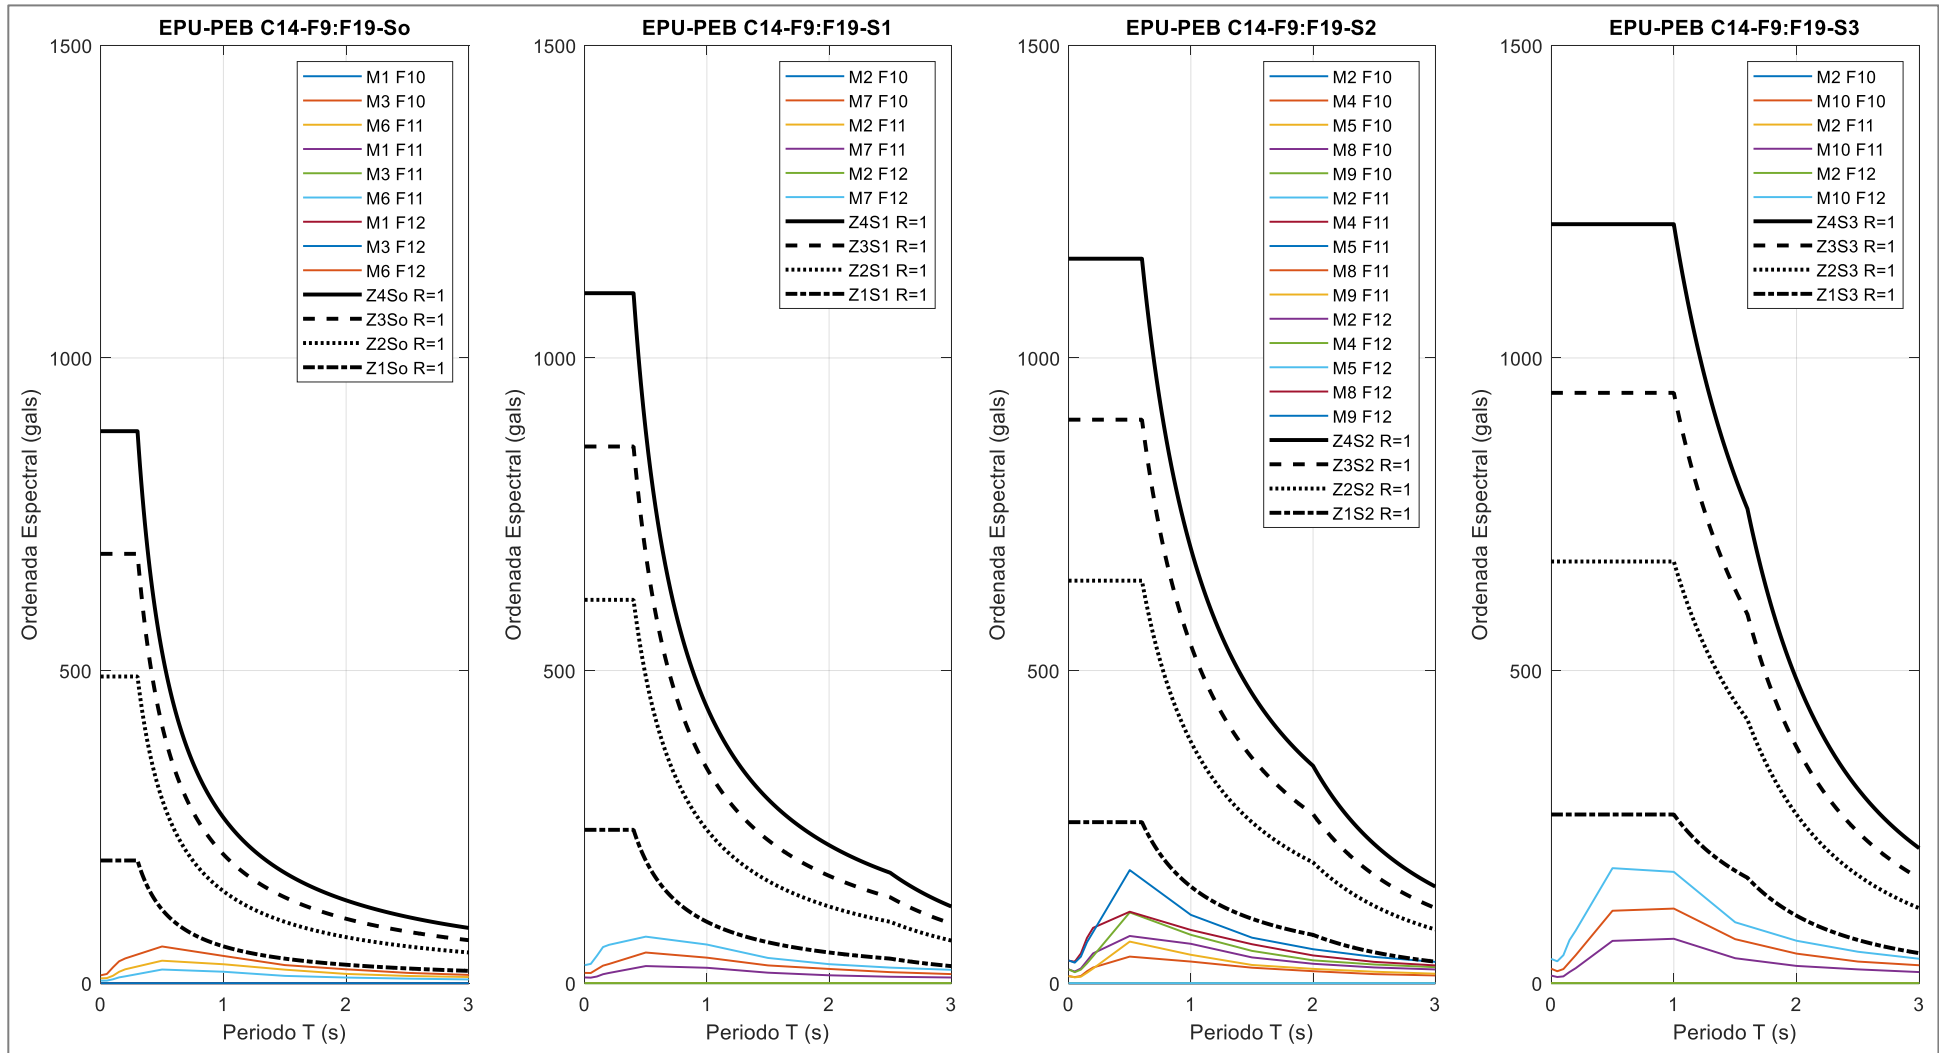 EPU-PEB C14-F9:F19-So
1500
1000
500
0
0
1
2
3
Ordenada Espectral (gals)
Periodo T (s)
M1 F10
M3 F10
M6 F11
M1 F11
M3 F11
M6 F11
M1 F12
M3 F12
M6 F12
Z4So R=1
Z3So R=1
Z2So R=1
Z1So R=1
EPU-PEB C14-F9:F19-S1
1500
1000
500
0
0
1
2
3
Ordenada Espectral (gals)
Periodo T (s)
M2 F10
M7 F10
M2 F11
M7 F11
M2 F12
M7 F12
Z4S1 R=1
Z3S1 R=1
Z2S1 R=1
Z1S1 R=1
EPU-PEB C14-F9:F19-S2
1500
1000
500
0
0
1
2
3
Ordenada Espectral (gals)
Periodo T (s)
M2 F10
M4 F10
M5 F10
M8 F10
M9 F10
M2 F11
M4 F11
M5 F11
M8 F11
M9 F11
M2 F12
M4 F12
M5 F12
M8 F12
M9 F12
Z4S2 R=1
Z3S2 R=1
Z2S2 R=1
Z1S2 R=1
EPU-PEB C14-F9:F19-S3
1500
1000
500
0
0
1
2
3
Ordenada Espectral (gals)
Periodo T (s)
M2 F10
M10 F10
M2 F11
M10 F11
M2 F12
M10 F12
Z4S3 R=1
Z3S3 R=1
Z2S3 R=1
Z1S3 R=1